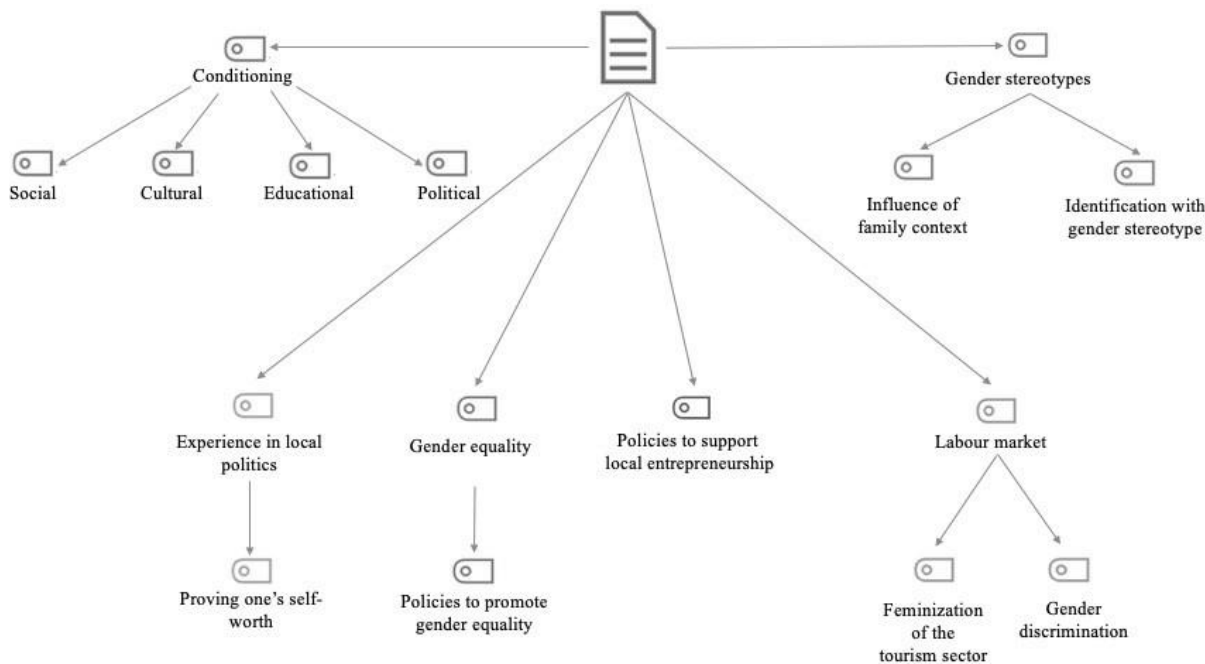 Conditioning
Gender stereotypes
Social
Cultural
Educational
Political
Influence of
family context
Identification with
gender stereotype
Experience in local
politics
Gender equality
Policies to support
local entrepreneurship
Labour market
Proving one’s self-
worth
Policies to promote
gender equality
Feminization
of the
tourism sector
Gender
discrimination